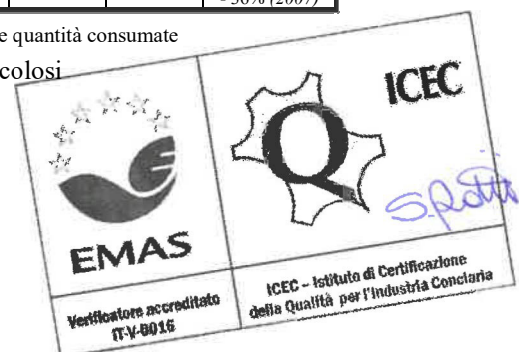 - 36% (2007)
e quantità consumate
colosi
ICEC
Q
EMAS
Verificatore accreditato
IT-V-0016
ICEC – Istituto di Certificazione
della Qualità per l'Industria Conciaria